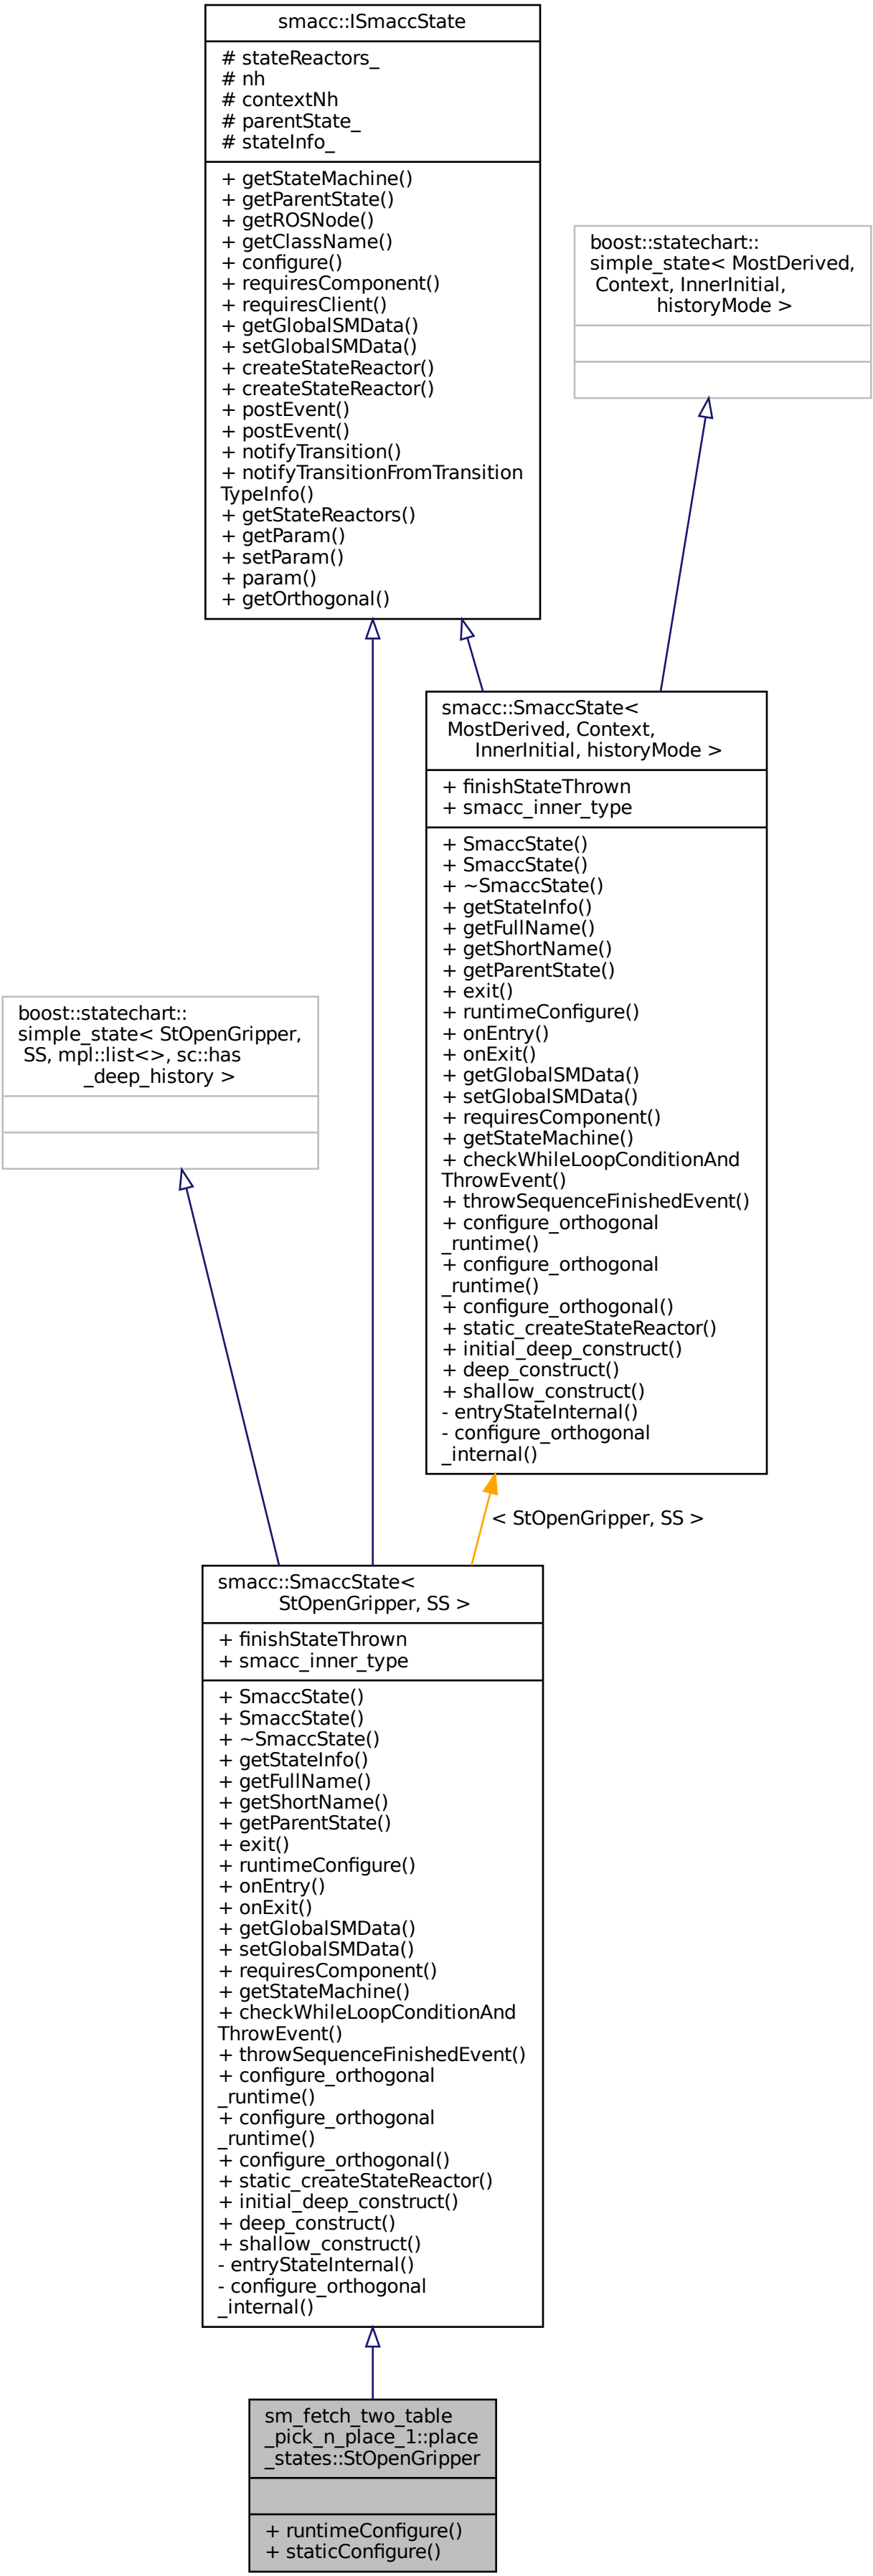 smacc::ISmaccState
# stateReactors_
# nh
# contextNh
# parentState_
# stateInfo_
+ getStateMachine()
+ getParentState()
+ getROSNode()
+ getClassName()
+ configure()
+ requiresComponent()
+ requiresClient()
+ getGlobalSMData()
+ setGlobalSMData()
+ createStateReactor()
+ createStateReactor()
+ postEvent()
+ postEvent()
+ notifyTransition()
+ notifyTransitionFromTransition
TypeInfo()
+ getStateReactors()
+ getParam()
+ setParam()
+ param()
+ getOrthogonal()
boost::statechart::
simple_state< MostDerived,
Context, InnerInitial,
historyMode >
smacc::SmaccState<
MostDerived, Context,
InnerInitial, historyMode >
+ finishStateThrown
+ smacc_inner_type
+ SmaccState()
+ SmaccState()
+ ~SmaccState()
+ getStateInfo()
+ getFullName()
+ getShortName()
+ getParentState()
+ exit()
+ runtimeConfigure()
+ onEntry()
+ onExit()
+ getGlobalSMData()
+ setGlobalSMData()
+ requiresComponent()
+ getStateMachine()
+ checkWhileLoopConditionAnd
ThrowEvent()
+ throwSequenceFinishedEvent()
+ configure_orthogonal
_runtime()
+ configure_orthogonal
_runtime()
+ configure_orthogonal()
+ static_createStateReactor()
+ initial_deep_construct()
+ deep_construct()
+ shallow_construct()
- entryStateInternal()
- configure_orthogonal
_internal()
boost::statechart::
simple_state< StOpenGripper,
SS, mpl::list<>, sc::has
_deep_history >
< StOpenGripper, SS >
smacc::SmaccState<
StOpenGripper, SS >
+ finishStateThrown
+ smacc_inner_type
+ SmaccState()
+ SmaccState()
+ ~SmaccState()
+ getStateInfo()
+ getFullName()
+ getShortName()
+ getParentState()
+ exit()
+ runtimeConfigure()
+ onEntry()
+ onExit()
+ getGlobalSMData()
+ setGlobalSMData()
+ requiresComponent()
+ getStateMachine()
+ checkWhileLoopConditionAnd
ThrowEvent()
+ throwSequenceFinishedEvent()
+ configure_orthogonal
_runtime()
+ configure_orthogonal
_runtime()
+ configure_orthogonal()
+ static_createStateReactor()
+ initial_deep_construct()
+ deep_construct()
+ shallow_construct()
- entryStateInternal()
- configure_orthogonal
_internal()
sm_fetch_two_table
_pick_n_place_1::place
_states::StOpenGripper
+ runtimeConfigure()
+ staticConfigure()